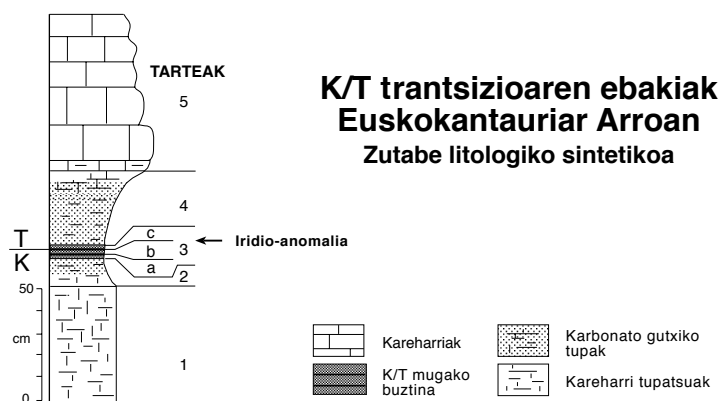 K/T trantsizioaren ebakiak
Euskokantauriar Arroan
Zutabe litologiko sintetikoa
TARTEAK
5
4
c
3
b
a
2
1
T
K
Iridio-anomalia
50
cm
0
Kareharriak
K/T mugako
buztina
Karbonato gutxiko
tupak
Kareharri tupatsuak